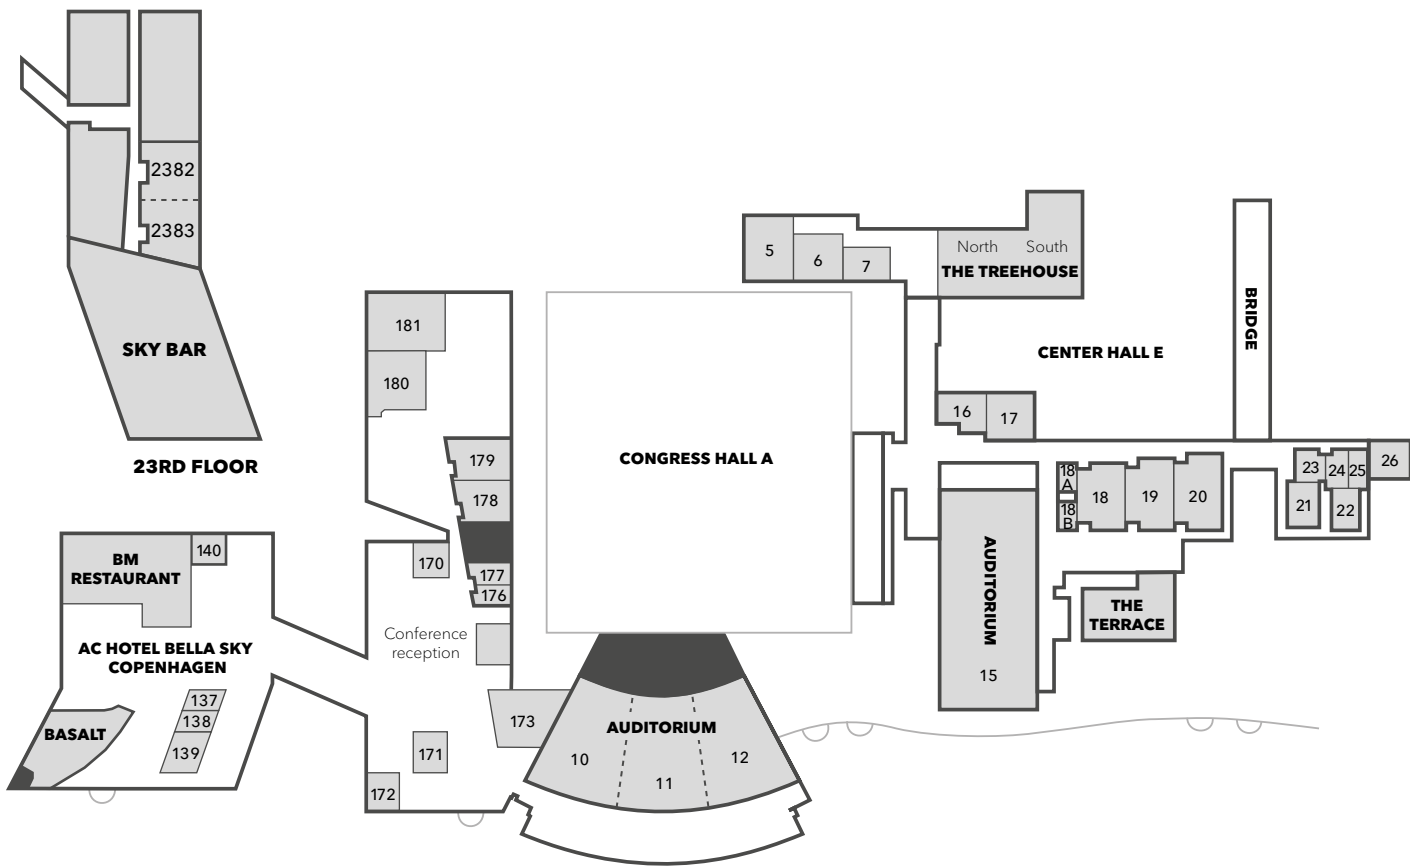 2382
2383
SKY BAR
23RD FLOOR
BM
RESTAURANT
140
AC HOTEL BELLA SKY
COPENHAGEN
137
138
139
BASALT
181
180
179
178
177
176
170
Conference
reception
173
171
172
CONGRESS HALL A
AUDITORIUM
10
11
12
5
6
7
North
South
THE TREEHOUSE
CENTER HALL E
BRIDGE
16
17
18
A
18
B
18
19
20
23
24
25
26
21
22
AUDITORIUM
15
THE
TERRACE